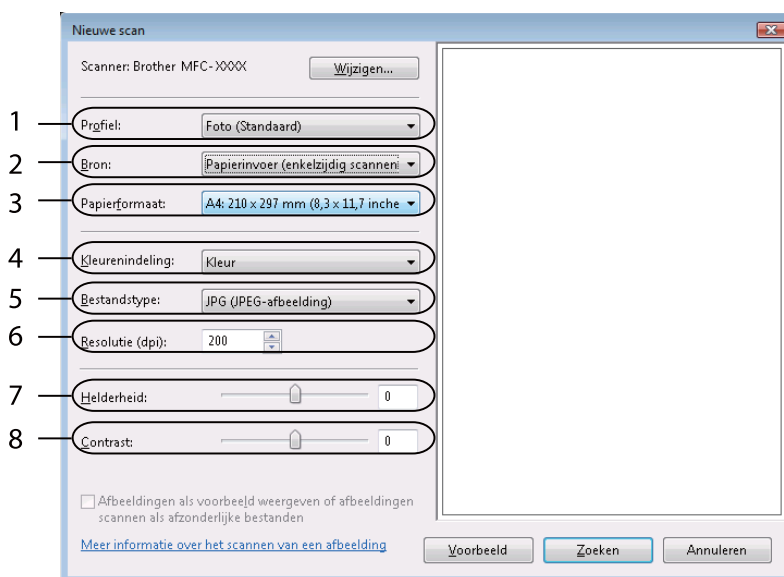 Nieuwe scan
Scanner: Brother MFC-XXXX
Wijzigen...
1
Profiel:
Foto (Standaard)
2
Bron:
Papierinvoer (enkelzijdig scannen
3
Papierformaat:
A4: 210 x 297 mm (8,3 x 11,7 inche
4
Kleurenindeling:
Kleur
5
Bestandstype:
JPG (JPEG-afbeelding)
6
Resolutie (dpi):
200
7
Helderheid:
0
8
Contrast:
0
Afbeeldingen als voorbeeld weergeven of afbeeldingen
scannen als afzonderlijke bestanden
Meer informatie over het scannen van een afbeelding
Voorbeeld
Zoeken
Annuleren